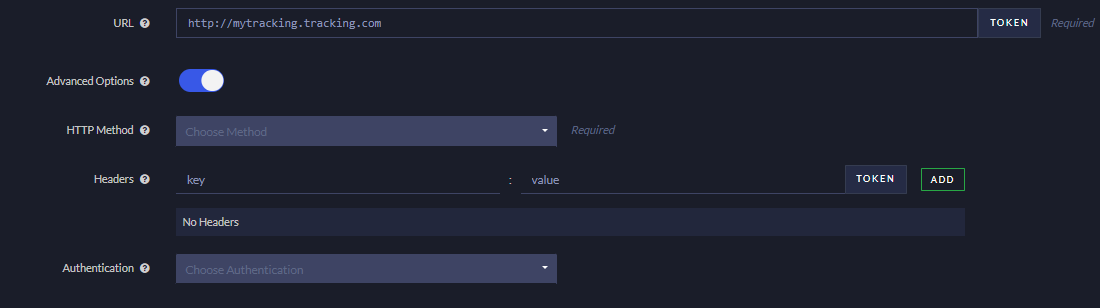 URL ? http://mytracking.tracking.com TOKEN Required
Advanced Options ?
HTTP Method ? Choose Method Required
Headers ? key : value TOKEN ADD
No Headers
Authentication ? Choose Authentication